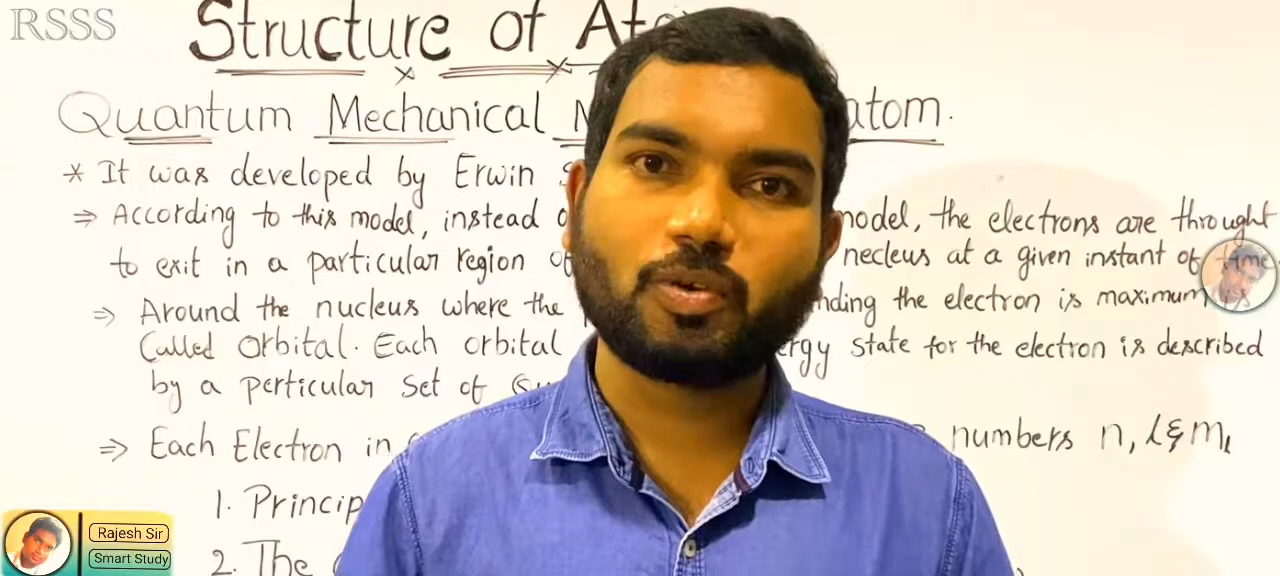 RSSS
Structure of At
Quantum Mechanical M atom.
* It was developed by Erwin S
⇒ According to this model, instead o model, the electrons are throught
to exit in a particular region of necleus at a given instant of time
⇒ Around the nucleus where the nding the electron is maximum is
Called Orbital. Each orbital ergy state for the electron is described
by a perticular set of Qu
⇒ Each Electron in numbers n, l & ml
1. Princip
2. The
Rajesh Sir
Smart Study